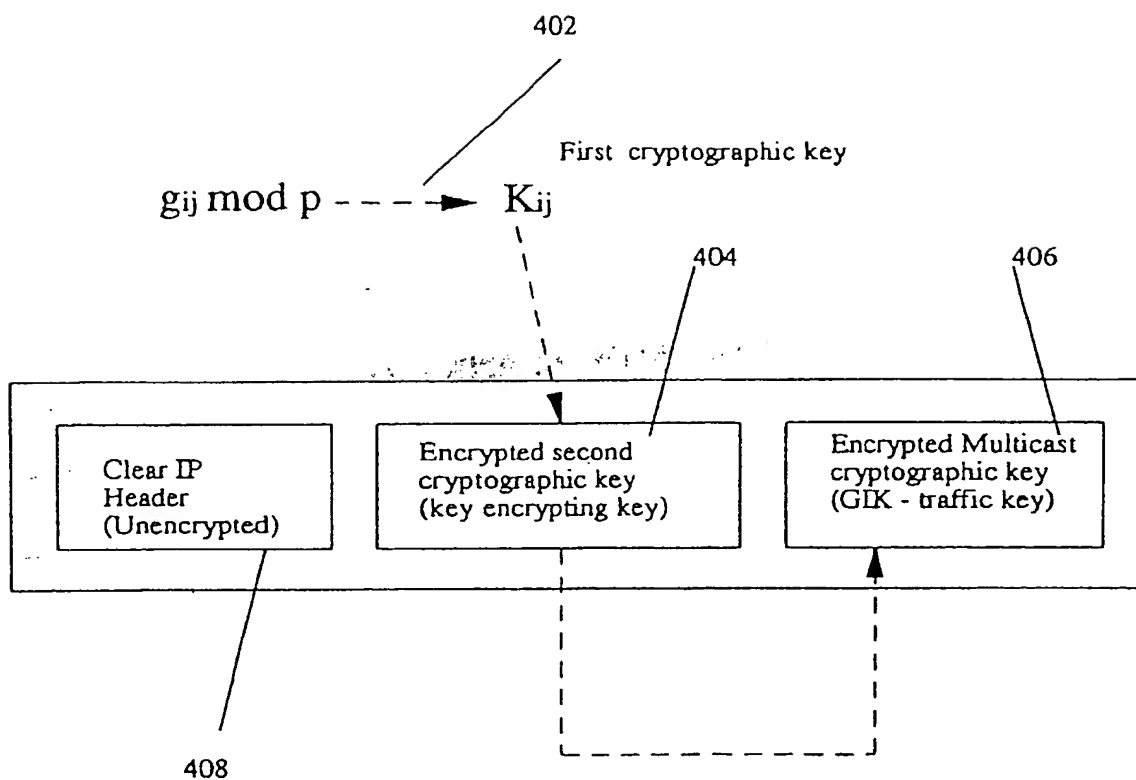 402
First cryptographic key
gij mod p
Kij
404
406
Clear IP
Header
(Unencrypted)
Encrypted second
cryptographic key
(key encrypting key)
Encrypted Multicast
cryptographic key
(GIK - traffic key)
408